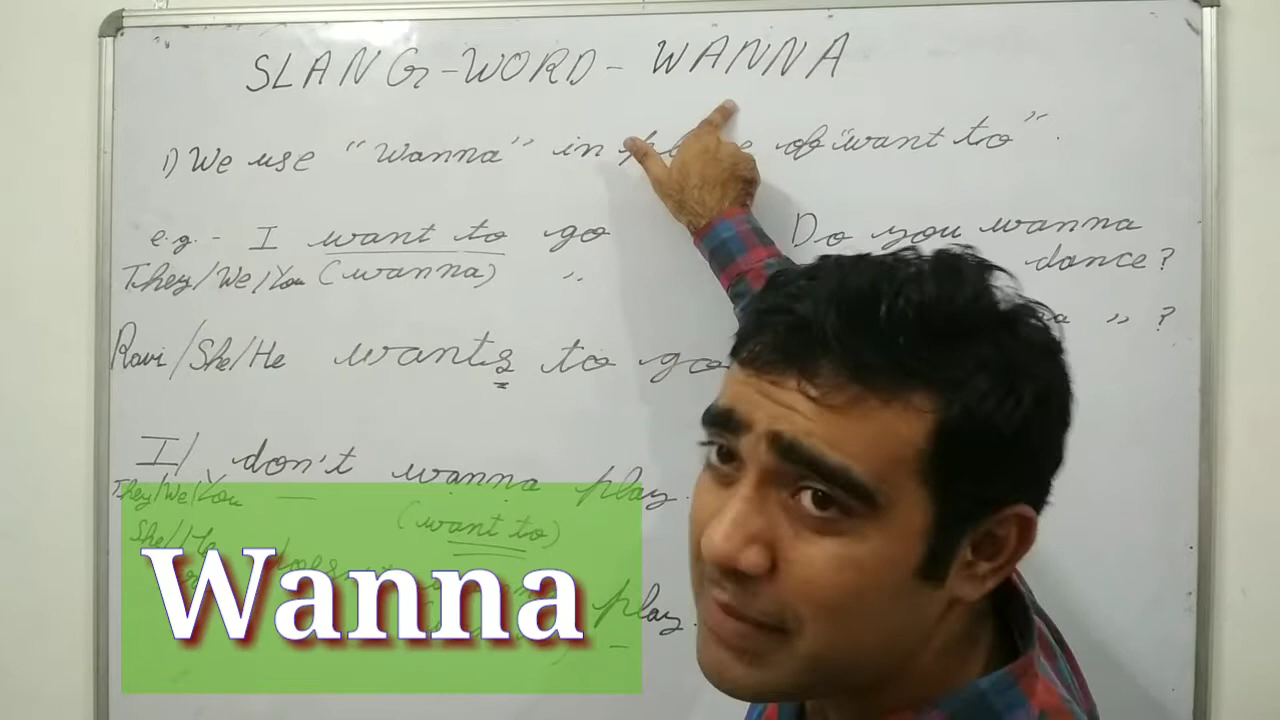 SLANG-WORD-WANNA
1) We use "Wanna" in place of "want to".
e.g.- I want to go
They/We/You (wanna) "
Do you wanna
dance?
" ?
Ravi/She/He wants to go
I/ don't wanna play.
They/We/You
(want to)
She/He
play.
Wanna